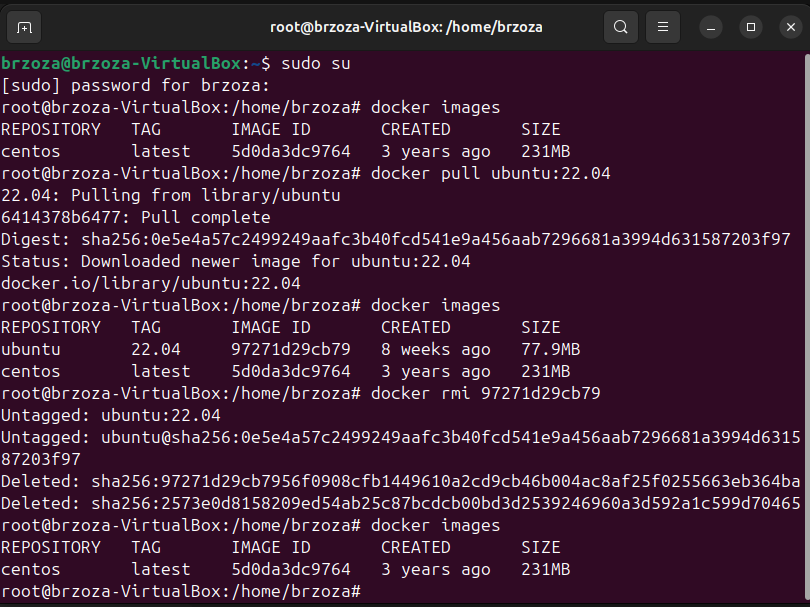 root@brzoza-VirtualBox: /home/brzoza
brzoza@brzoza-VirtualBox:~$ sudo su
[sudo] password for brzoza:
root@brzoza-VirtualBox:/home/brzoza# docker images
REPOSITORY   TAG       IMAGE ID       CREATED       SIZE
centos       latest    5d0da3dc9764   3 years ago   231MB
root@brzoza-VirtualBox:/home/brzoza# docker pull ubuntu:22.04
22.04: Pulling from library/ubuntu
6414378b6477: Pull complete
Digest: sha256:0e5e4a57c2499249aafc3b40fcd541e9a456aab7296681a3994d631587203f97
Status: Downloaded newer image for ubuntu:22.04
docker.io/library/ubuntu:22.04
root@brzoza-VirtualBox:/home/brzoza# docker images
REPOSITORY   TAG       IMAGE ID       CREATED       SIZE
ubuntu       22.04     97271d29cb79   8 weeks ago   77.9MB
centos       latest    5d0da3dc9764   3 years ago   231MB
root@brzoza-VirtualBox:/home/brzoza# docker rmi 97271d29cb79
Untagged: ubuntu:22.04
Untagged: ubuntu@sha256:0e5e4a57c2499249aafc3b40fcd541e9a456aab7296681a3994d6315
87203f97
Deleted: sha256:97271d29cb7956f0908cfb1449610a2cd9cb46b004ac8af25f0255663eb364ba
Deleted: sha256:2573e0d8158209ed54ab25c87bcdcb00bd3d2539246960a3d592a1c599d70465
root@brzoza-VirtualBox:/home/brzoza# docker images
REPOSITORY   TAG       IMAGE ID       CREATED       SIZE
centos       latest    5d0da3dc9764   3 years ago   231MB
root@brzoza-VirtualBox:/home/brzoza#